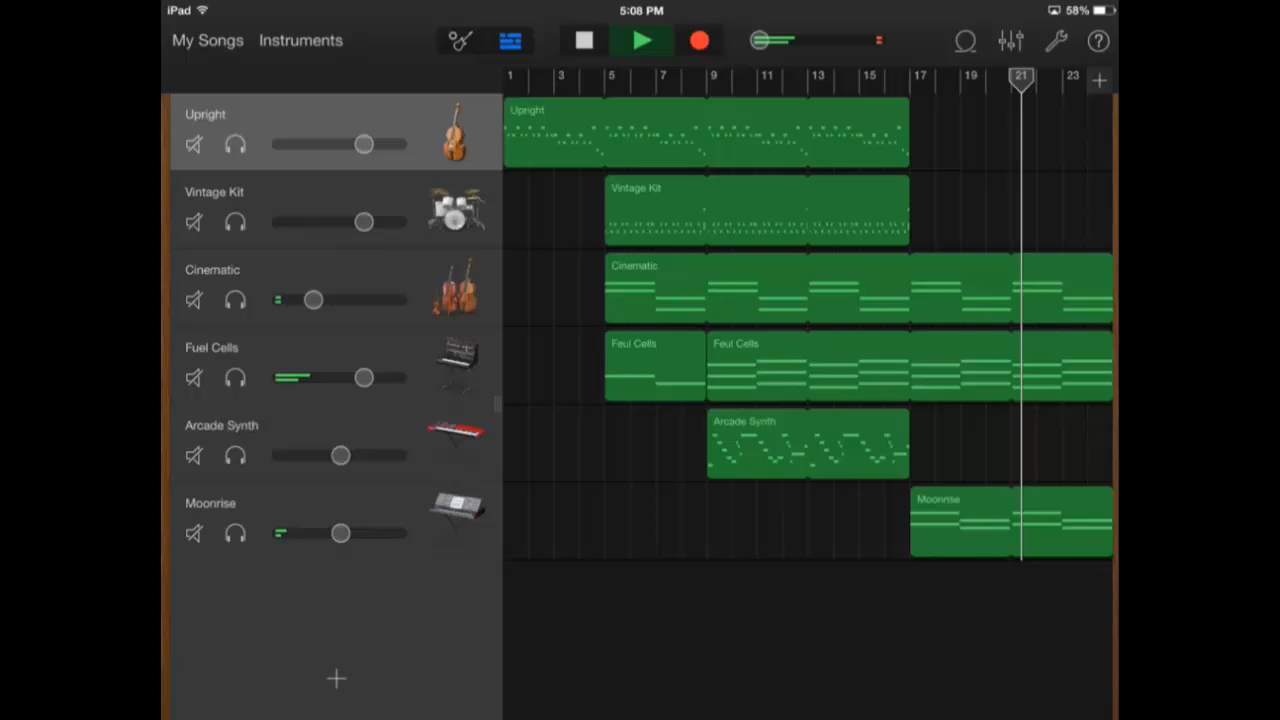 iPad 5:08 PM 58%
My Songs Instruments ?
1 3 5 7 9 11 13 15 17 19 21 23 +
Upright
Upright
Vintage Kit
Vintage Kit
Cinematic
Cinematic
Fuel Cells
Feul Cells Feul Cells
Arcade Synth
Arcade Synth
Moonrise
Moonrise
+